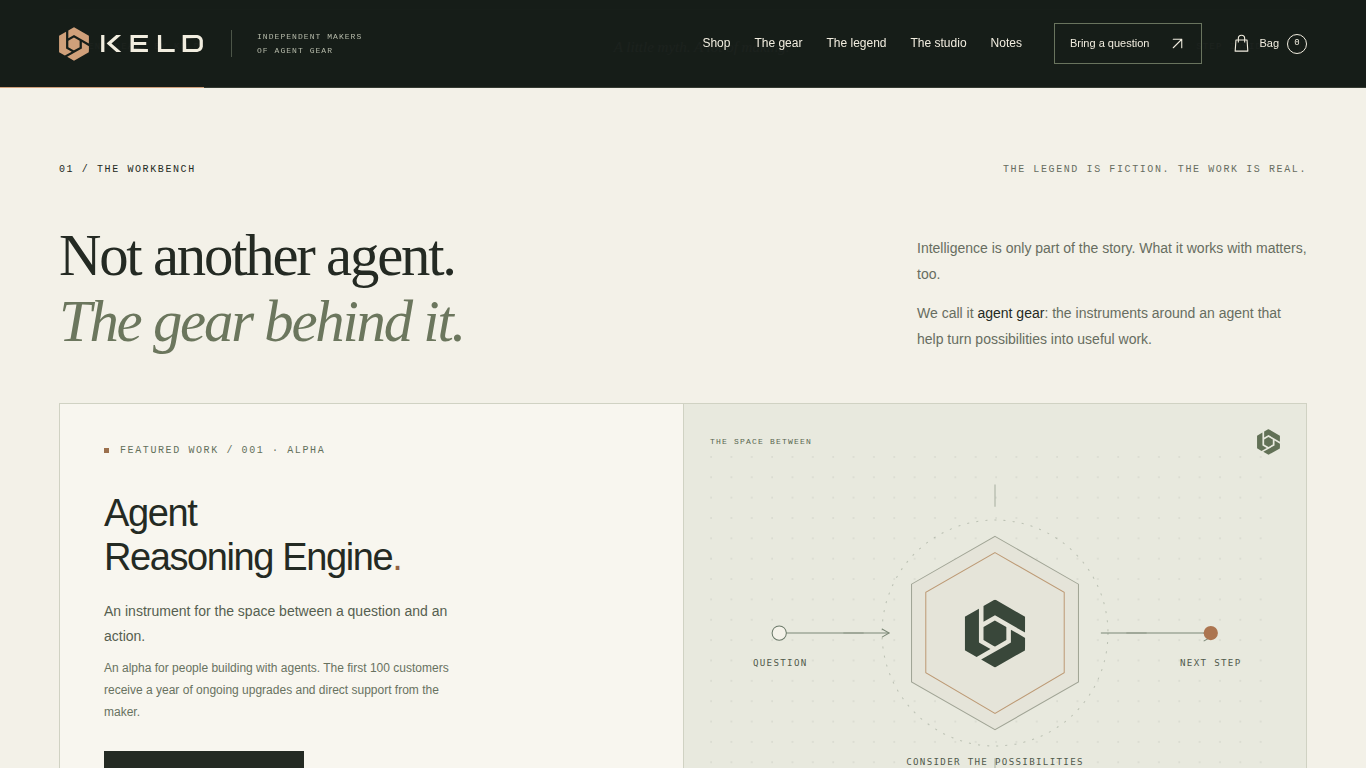 KELD
INDEPENDENT MAKERS
OF AGENT GEAR
Shop
The gear
The legend
The studio
Notes
Bring a question
Bag
0
01 / THE WORKBENCH
THE LEGEND IS FICTION. THE WORK IS REAL.
Not another agent.
The gear behind it.
Intelligence is only part of the story. What it works with matters,
too.
We call it agent gear: the instruments around an agent that
help turn possibilities into useful work.
FEATURED WORK / 001 · ALPHA
Agent
Reasoning Engine.
An instrument for the space between a question and an
action.
An alpha for people building with agents. The first 100 customers
receive a year of ongoing upgrades and direct support from the
maker.
THE SPACE BETWEEN
QUESTION
NEXT STEP
CONSIDER THE POSSIBILITIES